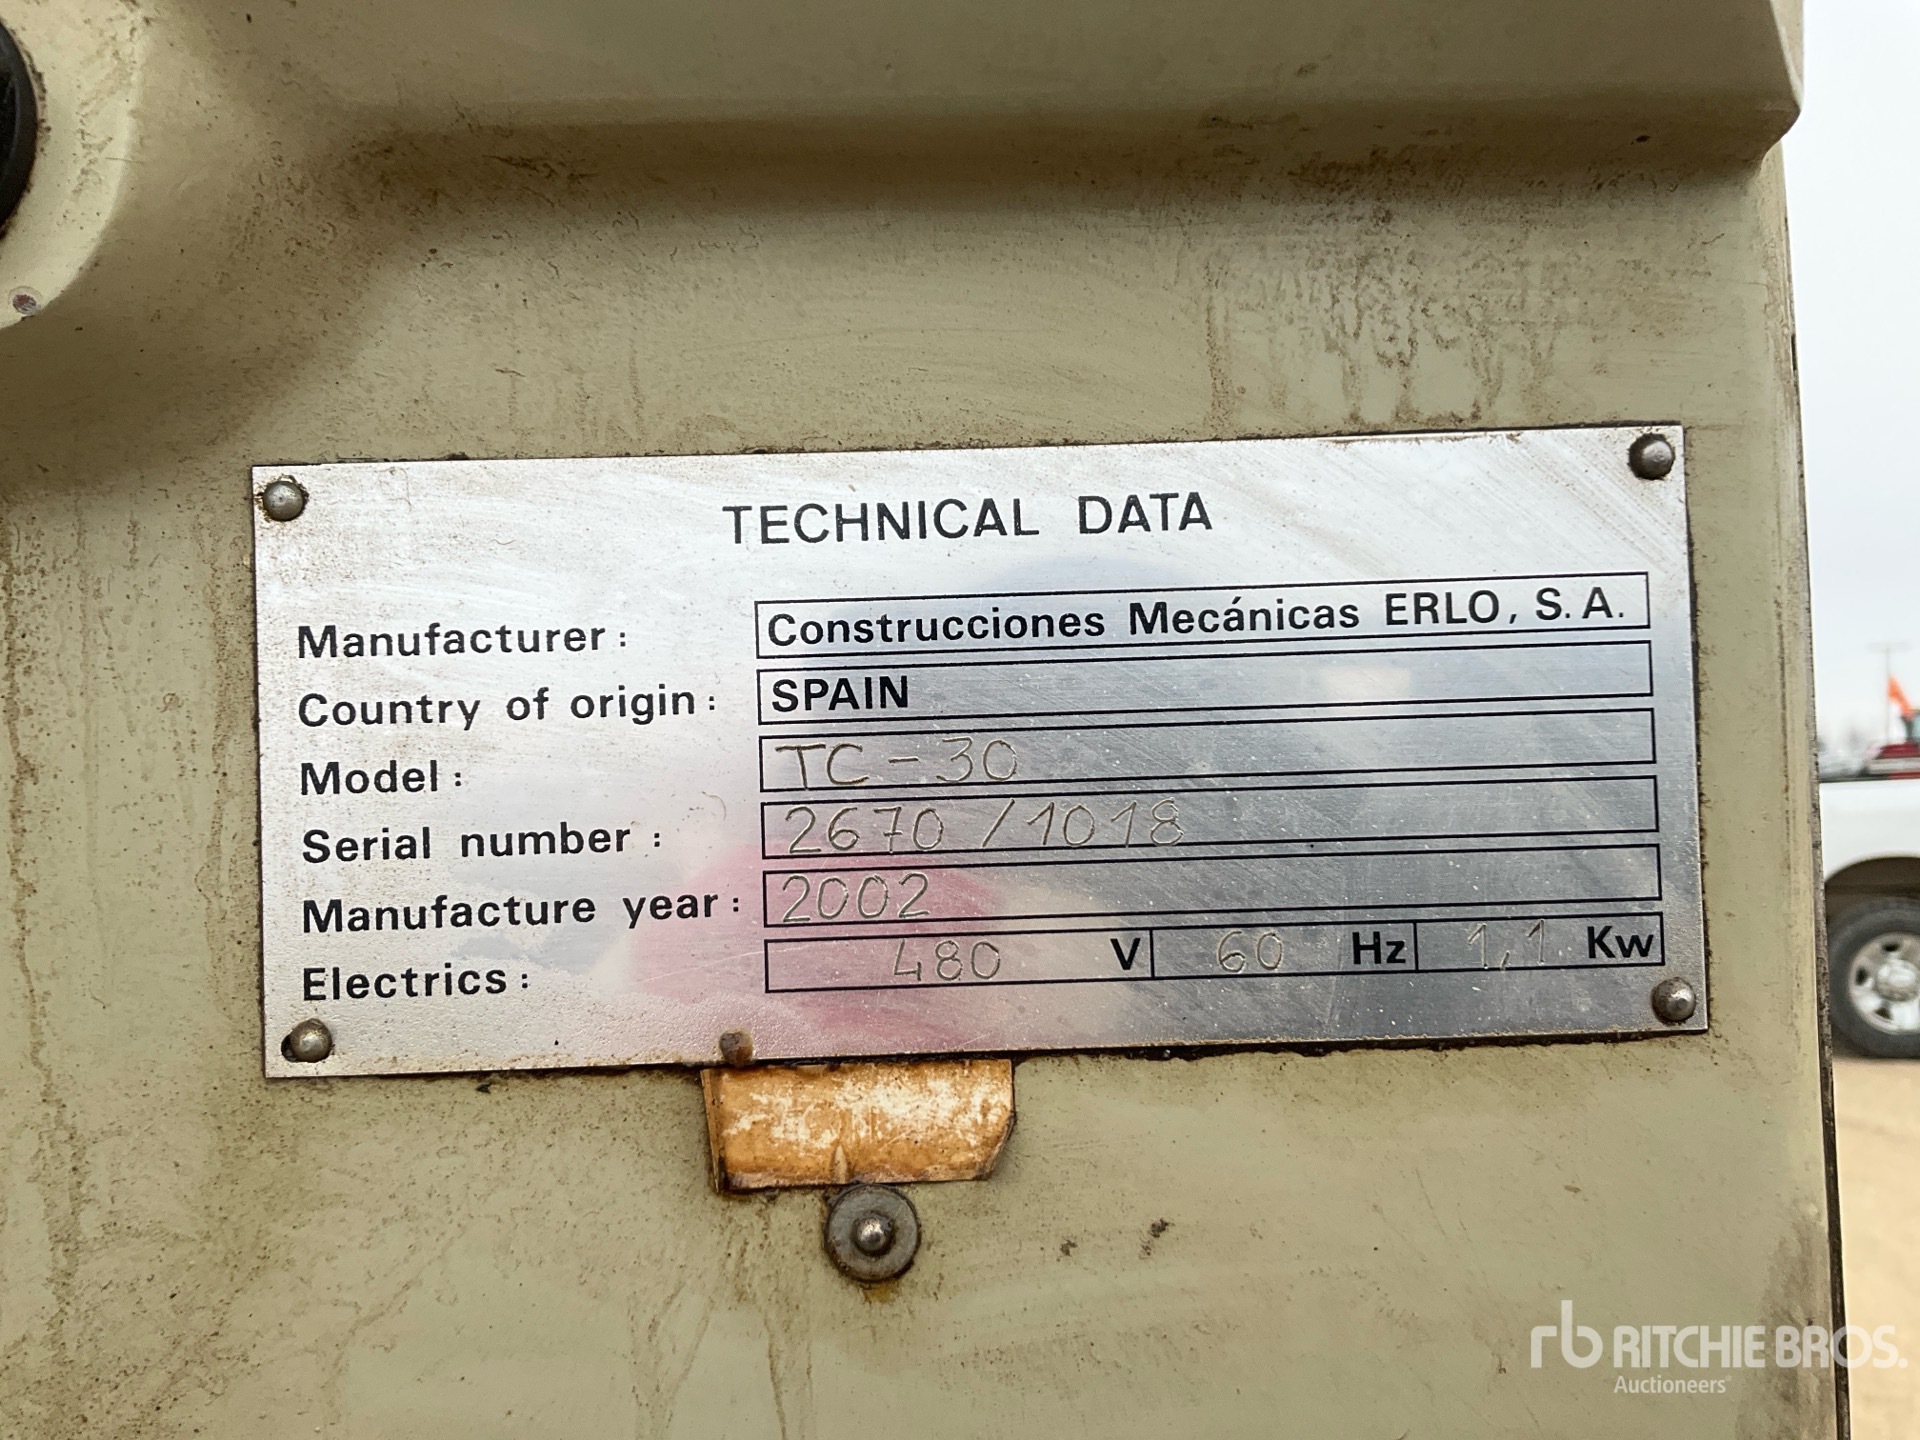 TECHNICAL DATA
Manufacturer: Construcciones Mecánicas ERLO, S.A.
Country of origin: SPAIN
Model: TC-30
Serial number: 2670/1018
Manufacture year: 2002
Electrics: 480 V 60 Hz 1,1 Kw
rb RITCHIE BROS.
Auctioneers